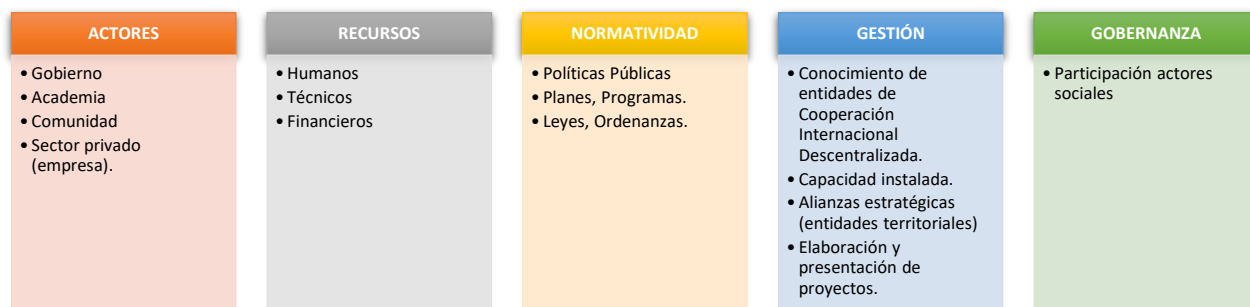 ACTORES
• Gobierno
• Academia
• Comunidad
• Sector privado
(empresa).
RECURSOS
• Humanos
• Técnicos
• Financieros
NORMATIVIDAD
• Políticas Públicas
• Planes, Programas.
• Leyes, Ordenanzas.
GESTIÓN
• Conocimiento de
entidades de
Cooperación
Internacional
Descentralizada.
• Capacidad instalada.
• Alianzas estratégicas
(entidades territoriales)
• Elaboración y
presentación de
proyectos.
GOBERNANZA
• Participación actores
sociales